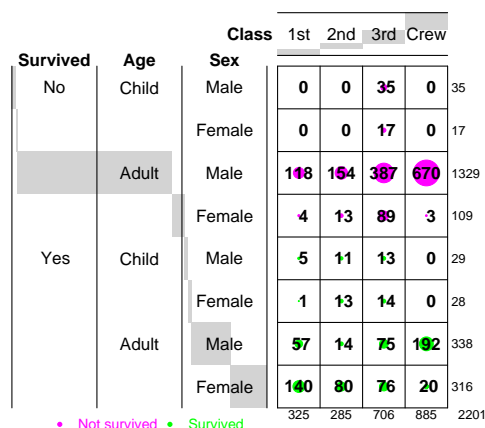 Class 1st 2nd 3rd Crew
Survived Age Sex
No Child Male 0 0 35 0 35
Female 0 0 17 0 17
Adult Male 118 154 387 670 1329
Female 4 13 89 3 109
Yes Child Male 5 11 13 0 29
Female 1 13 14 0 28
Adult Male 57 14 75 192 338
Female 140 80 76 20 316
325 285 706 885 2201
• Not survived • Survived